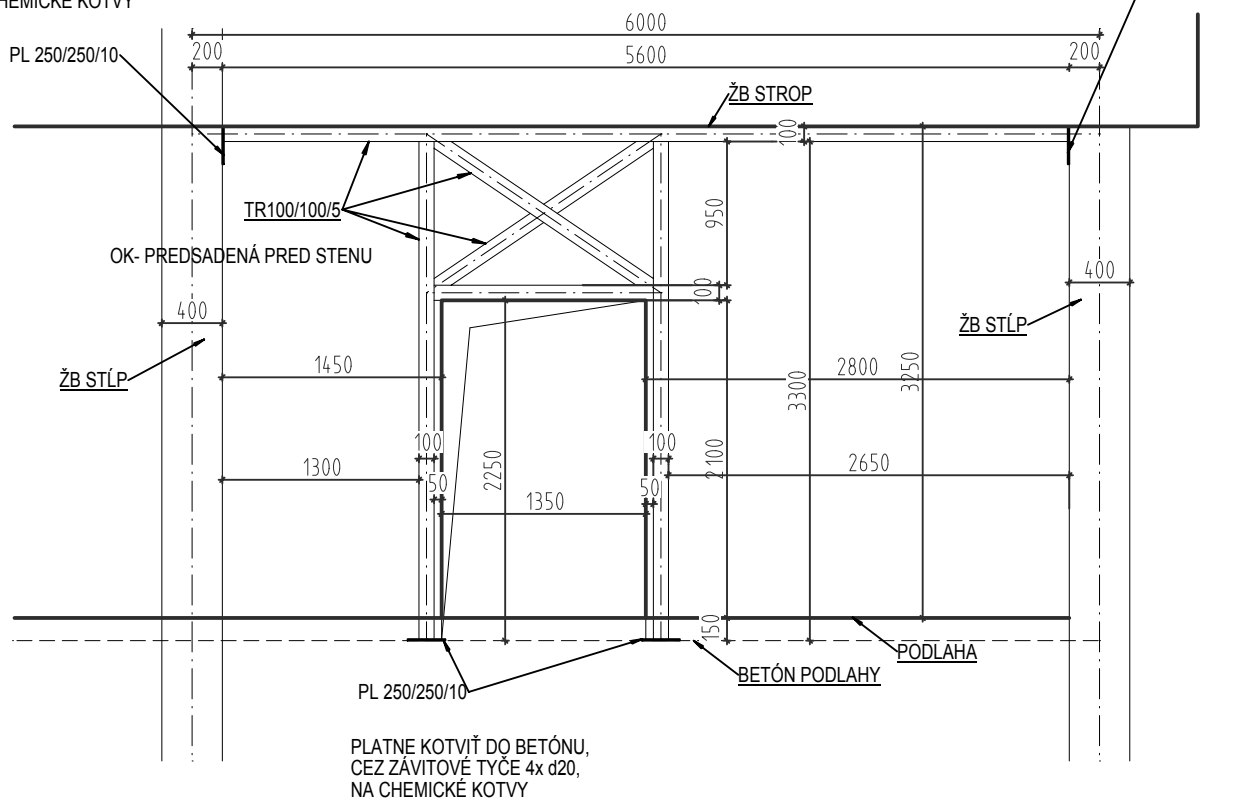 CHEMICKÉ KOTVY
6000
PL 250/250/10
200
5600
200
ŽB STROP
100
TR100/100/5
950
OK- PREDSADENÁ PRED STENU
400
100
400
ŽB STĹP
ŽB STĹP
1450
2800
3250
3300
100
100
2100
1300
2250
2650
50
50
1350
150
PODLAHA
BETÓN PODLAHY
PL 250/250/10
PLATNE KOTVIŤ DO BETÓNU,
CEZ ZÁVITOVÉ TYČE 4x d20,
NA CHEMICKÉ KOTVY